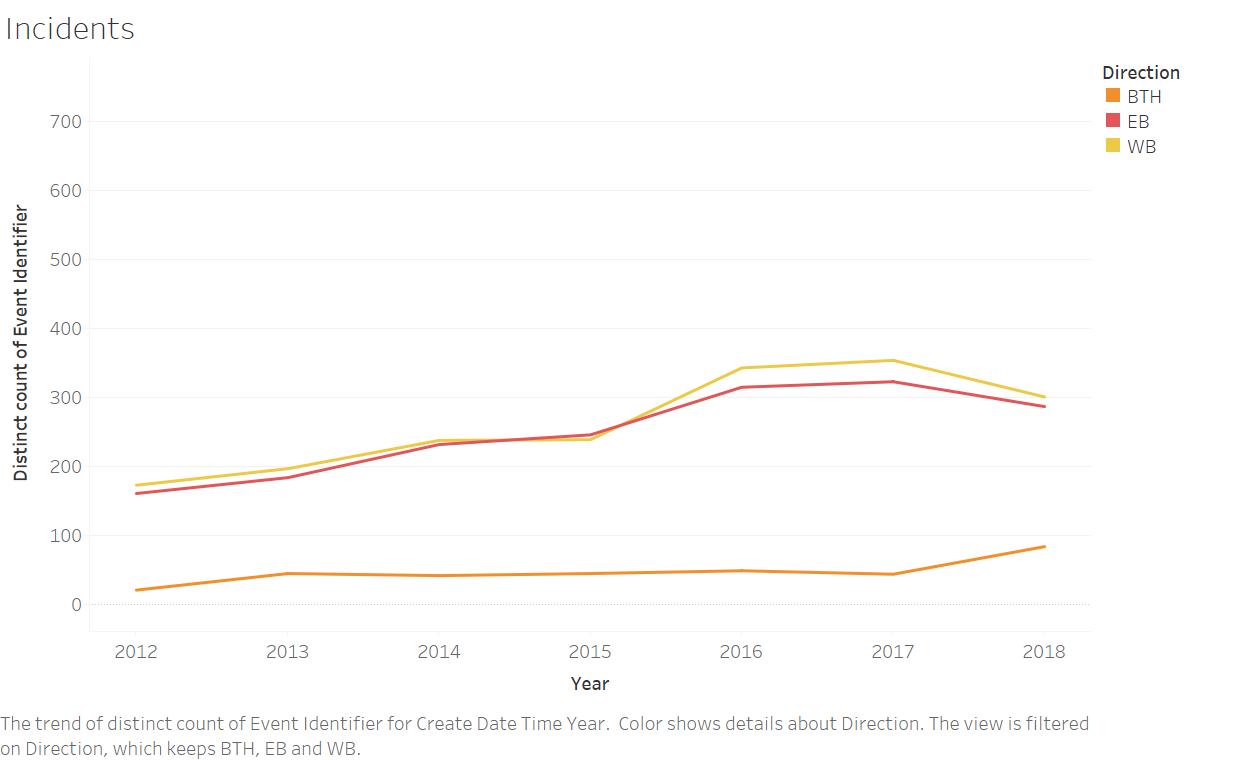 Incidents
Direction
BTH
EB
WB
Distinct count of Event Identifier
700
600
500
400
300
200
100
0
2012 2013 2014 2015 2016 2017 2018
Year
The trend of distinct count of Event Identifier for Create Date Time Year.  Color shows details about Direction. The view is filtered
on Direction, which keeps BTH, EB and WB.